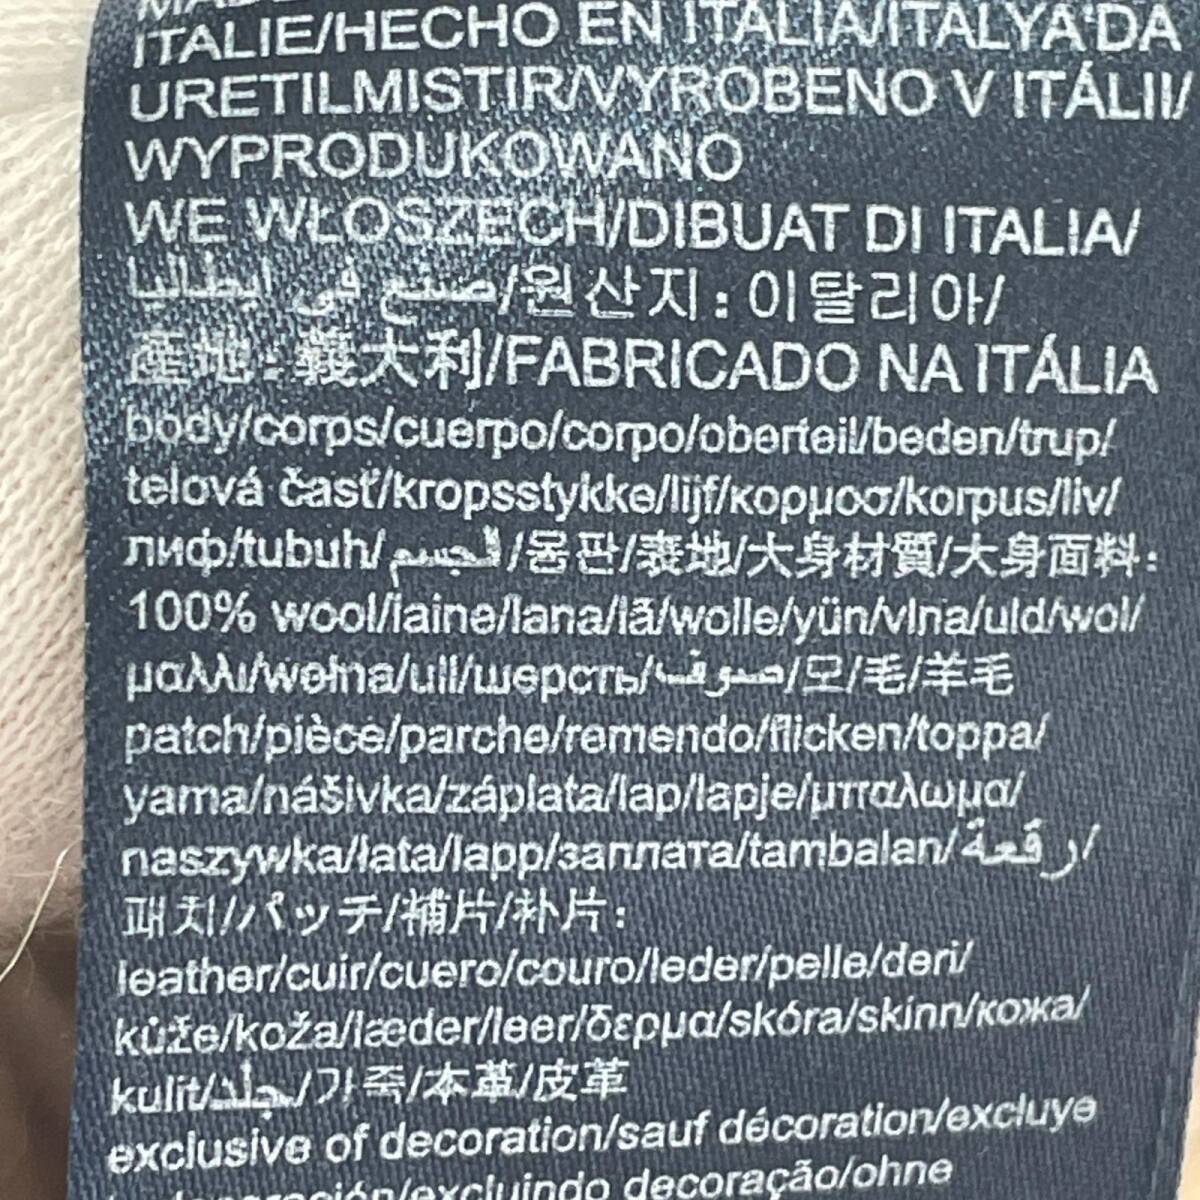 ITALIE/HECHO EN ITALIA/ITALYA'DA
URETILMISTIR/VYROBENO V ITÁLII/
WYPRODUKOWANO
WE WŁOSZECH/DIBUAT DI ITALIA/
صنع في إيطاليا/원산지:이탈리아/
產地:義大利/FABRICADO NA ITÁLIA
body/corps/cuerpo/corpo/oberteil/beden/trup/
telová časť/kropsstykke/lijf/κορμοσ/korpus/liv/
лиф/tubuh/الجسم/몸판/表地/大身材質/大身面料:
100% wool/laine/lana/lã/wolle/yün/vlna/uld/wol/
μαλλι/wełna/ull/шерсть/صوف/모/毛/羊毛
patch/pièce/parche/remendo/flicken/toppa/
yama/nášivka/záplata/lap/lapje/μπαλωμα/
naszywka/łata/lapp/заплата/tambalan/رقعة/
패치/パッチ/補片/补片:
leather/cuir/cuero/couro/leder/pelle/deri/
kůže/koža/læder/leer/δερμα/skóra/skinn/кожа/
kulit/جلد/가죽/本革/皮革
exclusive of decoration/sauf décoration/excluye
decoración/excluindo decoração/ohne